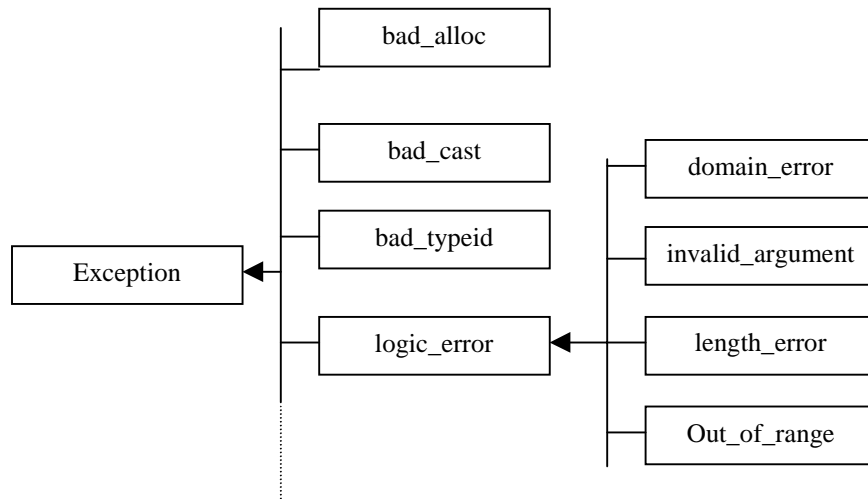 bad_alloc
bad_cast
domain_error
bad_typeid
invalid_argument
Exception
logic_error
length_error
Out_of_range